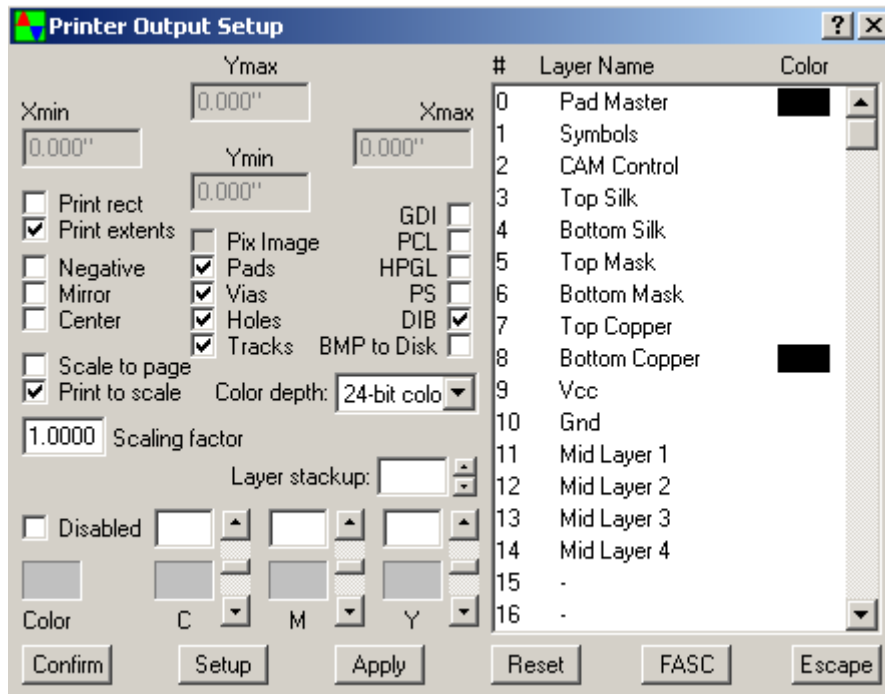 Printer Output Setup
Ymax
0.000"
Xmin
0.000"
Xmax
0.000"
Ymin
0.000"
Print rect
Print extents
Negative
Mirror
Center
Scale to page
Print to scale
Pix Image
Pads
Vias
Holes
Tracks
GDI
PCL
HPGL
PS
DIB
BMP to Disk
Color depth: 24-bit colo
1.0000 Scaling factor
Layer stackup:
Disabled
Color C M Y
# Layer Name Color
0 Pad Master
1 Symbols
2 CAM Control
3 Top Silk
4 Bottom Silk
5 Top Mask
6 Bottom Mask
7 Top Copper
8 Bottom Copper
9 Vcc
10 Gnd
11 Mid Layer 1
12 Mid Layer 2
13 Mid Layer 3
14 Mid Layer 4
15 -
16 -
Confirm Setup Apply Reset FASC Escape